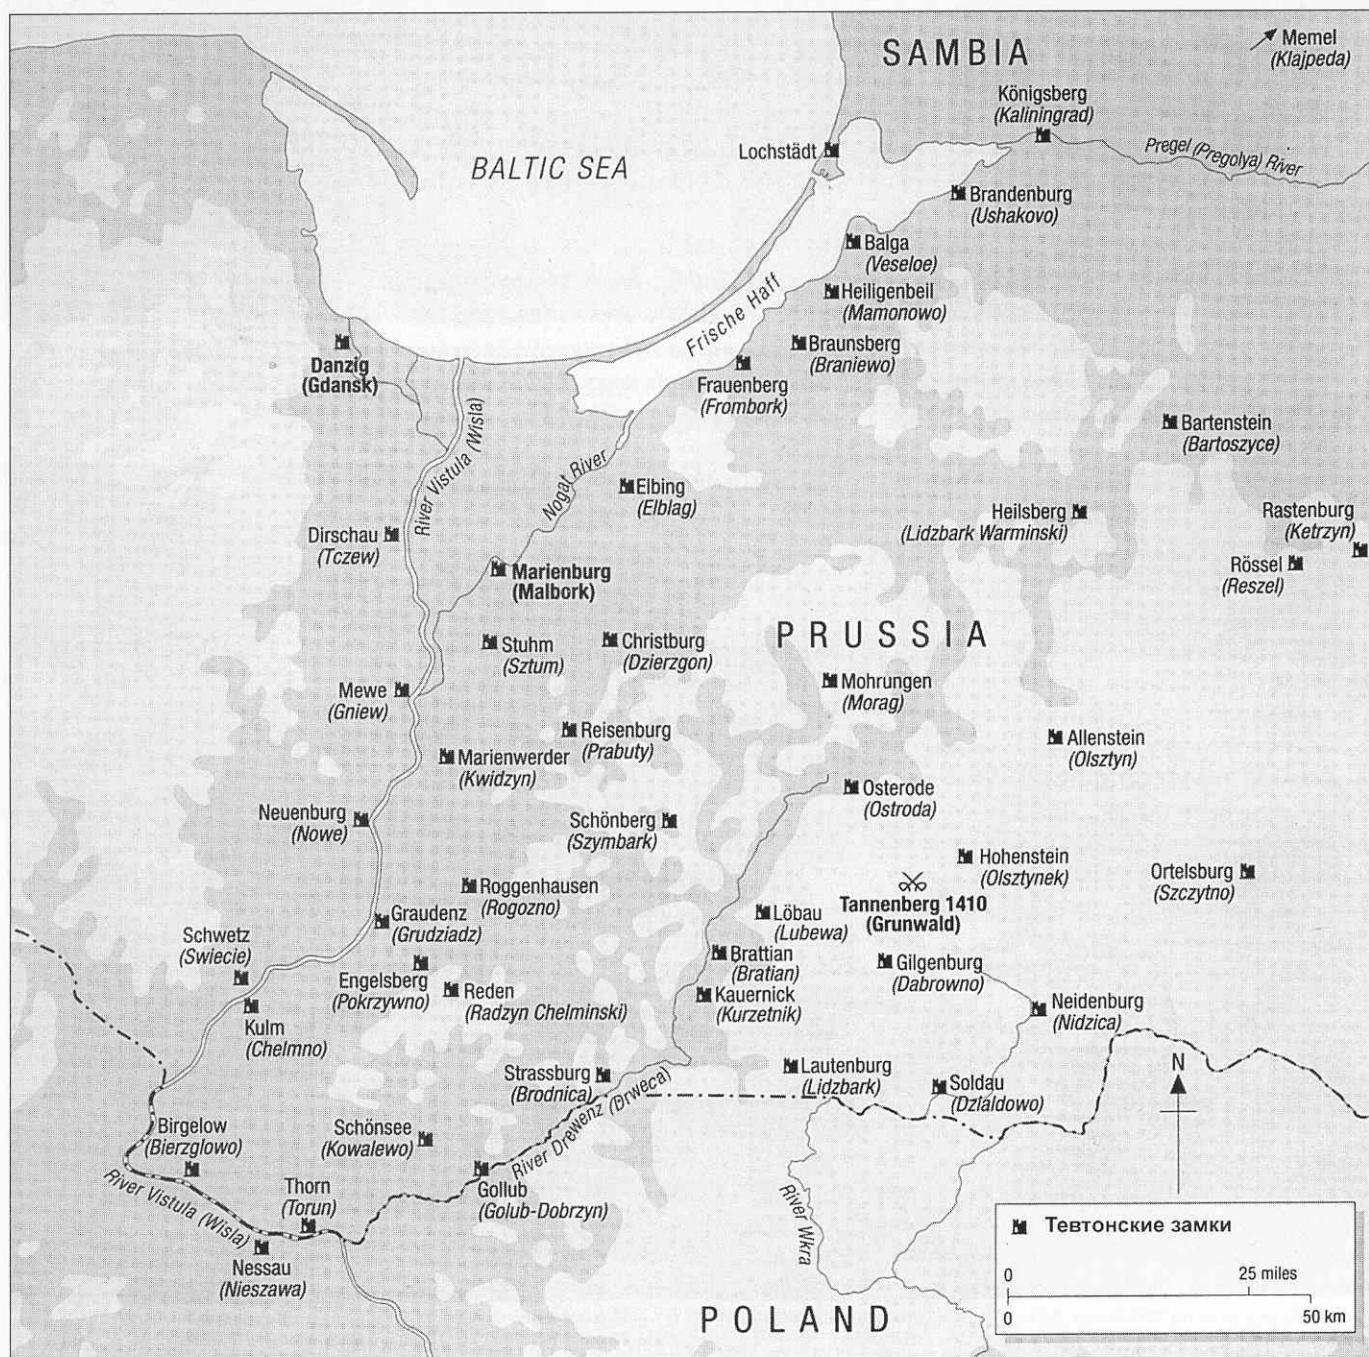 SAMBIA
Memel
(Klajpeda)
Königsberg
(Kaliningrad)
Pregel (Pregolya) River
Lochstädt
BALTIC SEA
Brandenburg
(Ushakovo)
Balga
(Veseloe)
Heiligenbeil
(Mamonowo)
Frische Haff
Braunsberg
(Braniewo)
Danzig
(Gdansk)
Frauenberg
(Frombork)
River Vistula (Wisla)
Bartenstein
(Bartoszyce)
Nogat River
Elbing
(Elblag)
Heilsberg
(Lidzbark Warminski)
Rastenburg
(Ketrzyn)
Dirschau
(Tczew)
Rössel
(Reszel)
Marienburg
(Malbork)
PRUSSIA
Stuhm
(Sztum)
Christburg
(Dzierzgon)
Mewe
(Gniew)
Mohrungen
(Morag)
Reisenburg
(Prabuty)
Marienwerder
(Kwidzyn)
Allenstein
(Olsztyn)
Osterode
(Ostroda)
Neuenburg
(Nowe)
Schönberg
(Szymbark)
Hohenstein
(Olsztynek)
Ortelsburg
(Szczytno)
Roggenhausen
(Rogozno)
Tannenberg 1410
(Grunwald)
Graudenz
(Grudziadz)
Löbau
(Lubewa)
Schwetz
(Swiecie)
Brattian
(Bratian)
Gilgenburg
(Dabrowno)
Engelsberg
(Pokrzywno)
Reden
(Radzyn Chelminski)
Kauernick
(Kurzetnik)
Neidenburg
(Nidzica)
Kulm
(Chelmno)
Strassburg
(Brodnica)
Lautenburg
(Lidzbark)
Soldau
(Dzialdowo)
N
River Drewenz (Drweca)
Birgelow
(Bierzglowo)
Schönsee
(Kowalewo)
River Vistula (Wisla)
Thorn
(Torun)
Gollub
(Golub-Dobrzyn)
River Wkra
Nessau
(Nieszawa)
POLAND
Тевтонские замки
0 25 miles
0 50 km